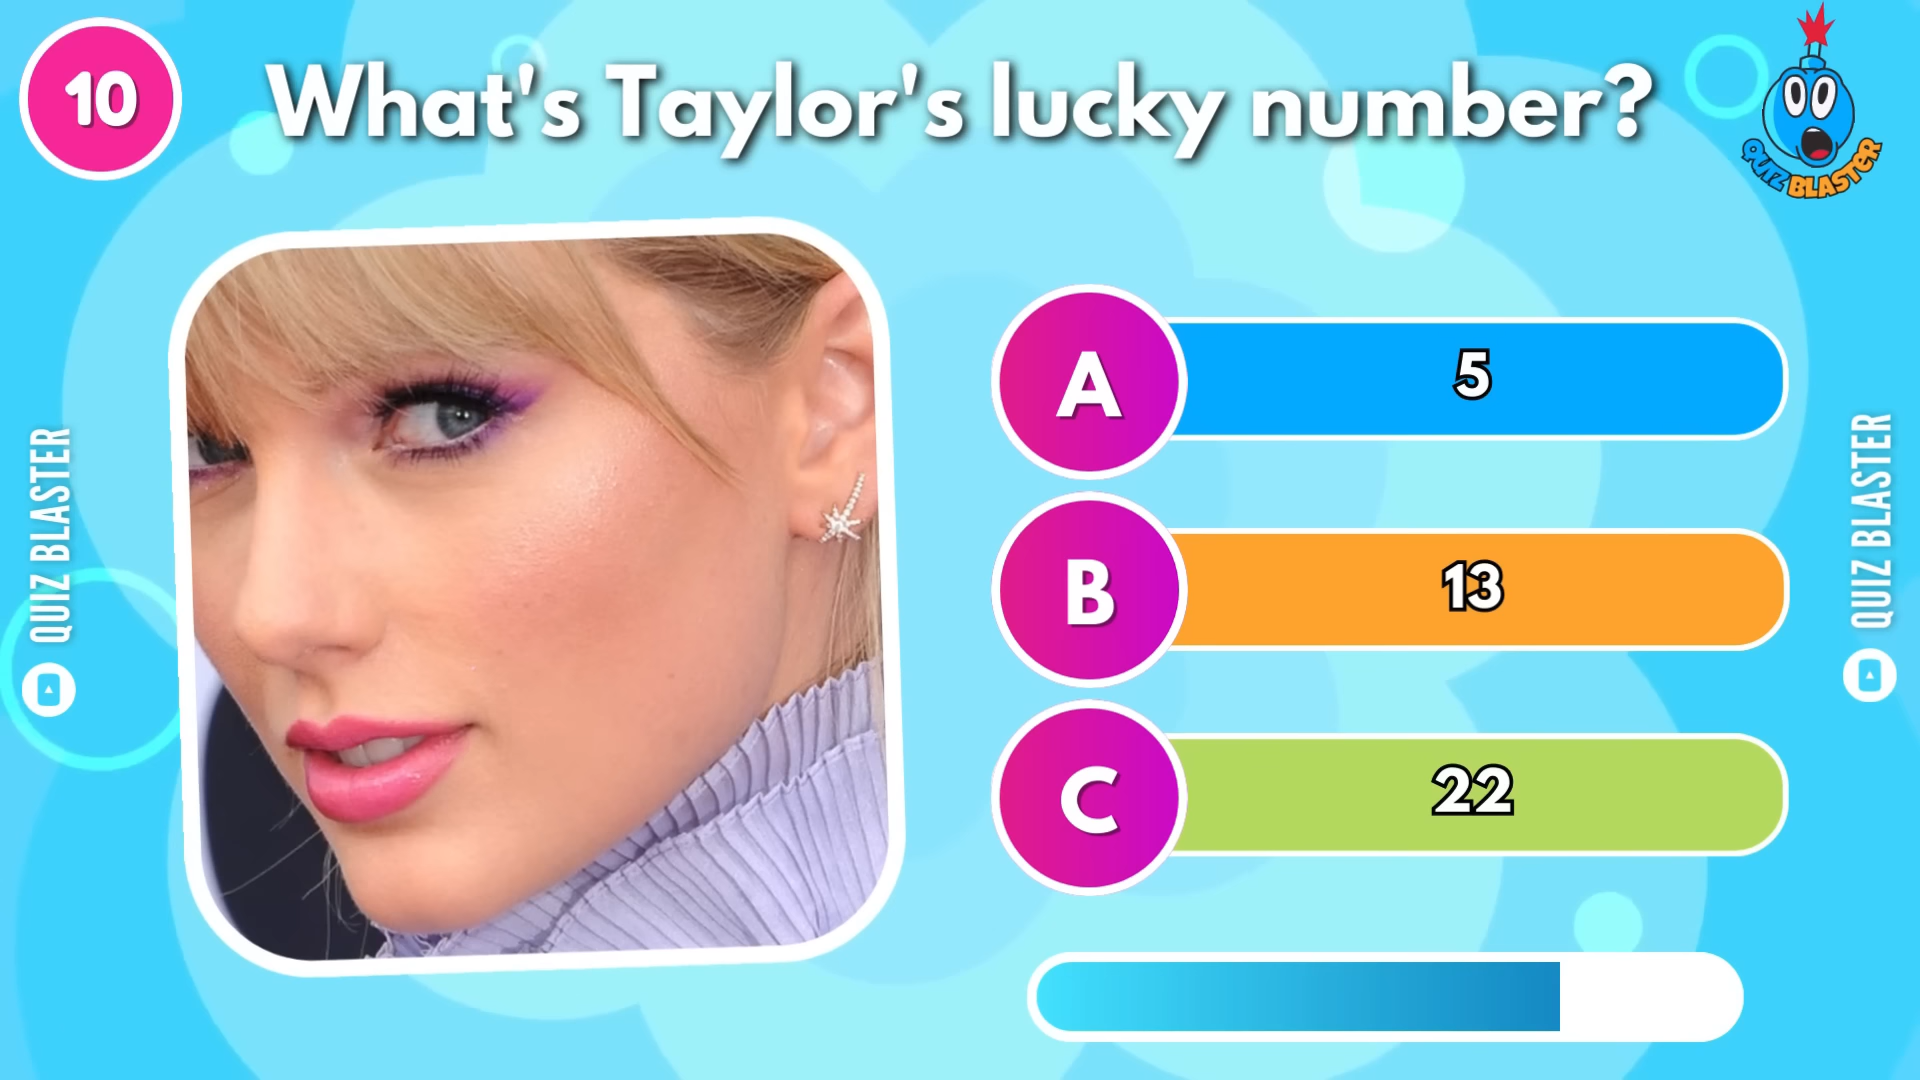 10
What's Taylor's lucky number?
QUIZ BLASTER
A
5
B
13
C
22
QUIZ BLASTER
QUIZ BLASTER